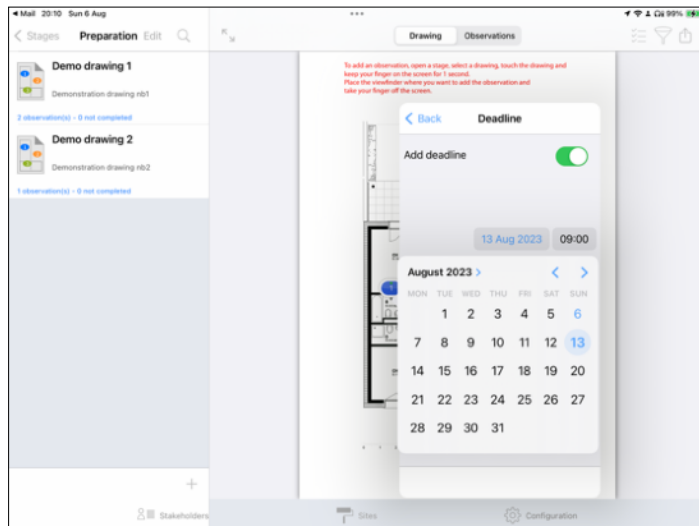 Mail 20:10 Sun 6 Aug
99%
Stages Preparation Edit
Drawing Observations
Demo drawing 1
Demonstration drawing nb1
2 observation(s) - 0 not completed
Demo drawing 2
Demonstration drawing nb2
1 observation(s) - 0 not completed
To add an observation, open a stage, select a drawing, touch the drawing and
keep your finger on the screen for 1 second.
Place the viewfinder where you want to add the observation and
take your finger off the screen.
Back Deadline
Add deadline
13 Aug 2023 09:00
August 2023
MON TUE WED THU FRI SAT SUN
1 2 3 4 5 6
7 8 9 10 11 12 13
14 15 16 17 18 19 20
21 22 23 24 25 26 27
28 29 30 31
Stakeholders
Sites
Configuration